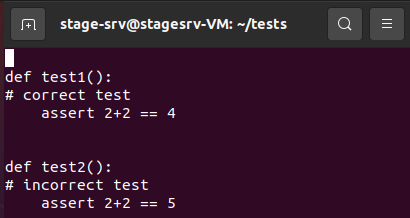 stage-srv@stagesrv-VM: ~/tests
def test1():
# correct test
    assert 2+2 == 4
def test2():
# incorrect test
    assert 2+2 == 5